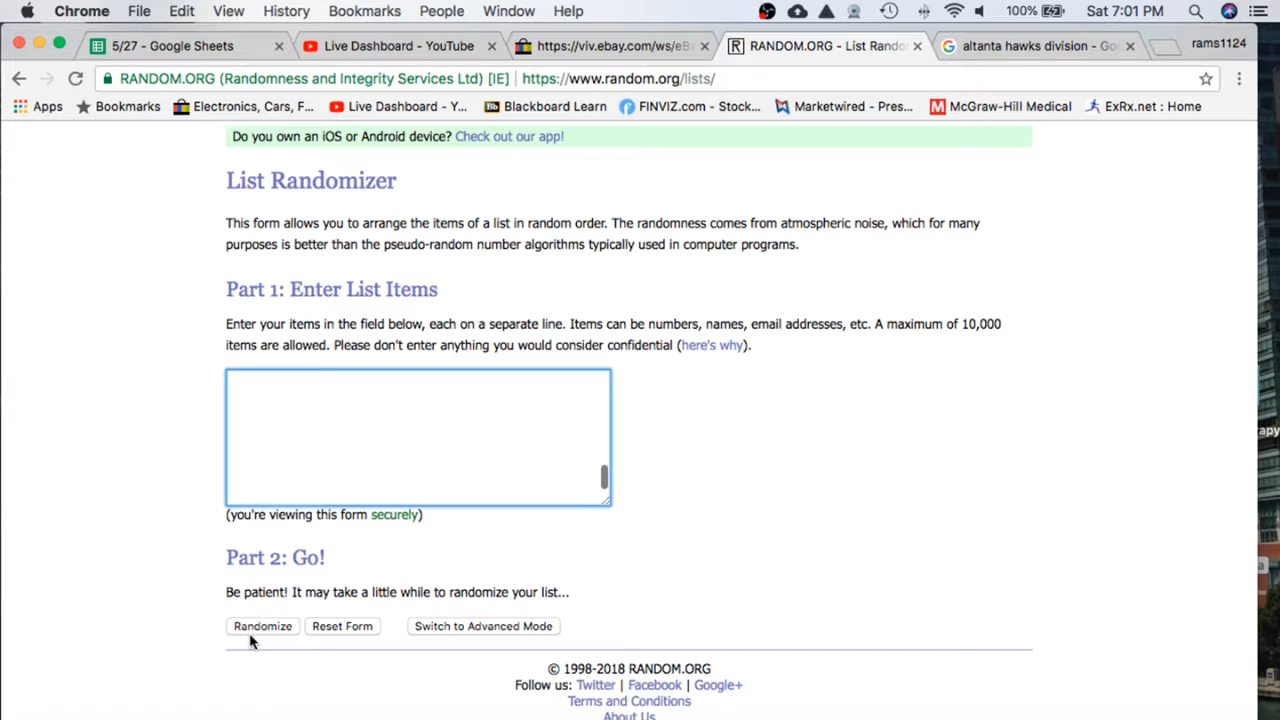 Chrome File Edit View History Bookmarks People Window Help 100% Sat 7:01 PM
5/27 - Google Sheets × Live Dashboard - YouTube × https://viv.ebay.com/ws/eB × RANDOM.ORG - List Rando × altanta hawks division - Go × rams1124
RANDOM.ORG (Randomness and Integrity Services Ltd) [IE] https://www.random.org/lists/
Apps Bookmarks Electronics, Cars, F... Live Dashboard - Y... Bb Blackboard Learn FINVIZ.com - Stock... Marketwired - Pres... M McGraw-Hill Medical ExRx.net : Home
Do you own an iOS or Android device? Check out our app!
List Randomizer
This form allows you to arrange the items of a list in random order. The randomness comes from atmospheric noise, which for many
purposes is better than the pseudo-random number algorithms typically used in computer programs.
Part 1: Enter List Items
Enter your items in the field below, each on a separate line. Items can be numbers, names, email addresses, etc. A maximum of 10,000
items are allowed. Please don't enter anything you would consider confidential (here's why).
apy
(you're viewing this form securely)
Part 2: Go!
Be patient! It may take a little while to randomize your list...
Randomize Reset Form Switch to Advanced Mode
© 1998-2018 RANDOM.ORG
Follow us: Twitter | Facebook | Google+
Terms and Conditions
About Us